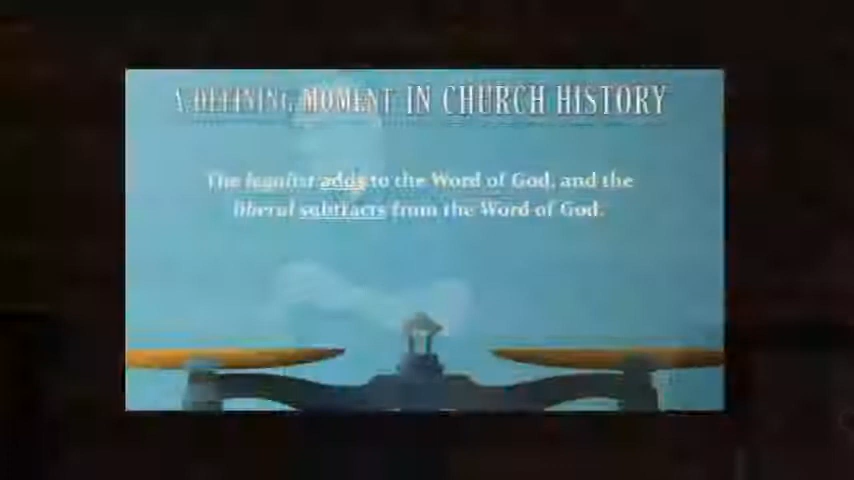 A DEFINING MOMENT IN CHURCH HISTORY
The legalist adds to the Word of God, and the
liberal subtracts from the Word of God.